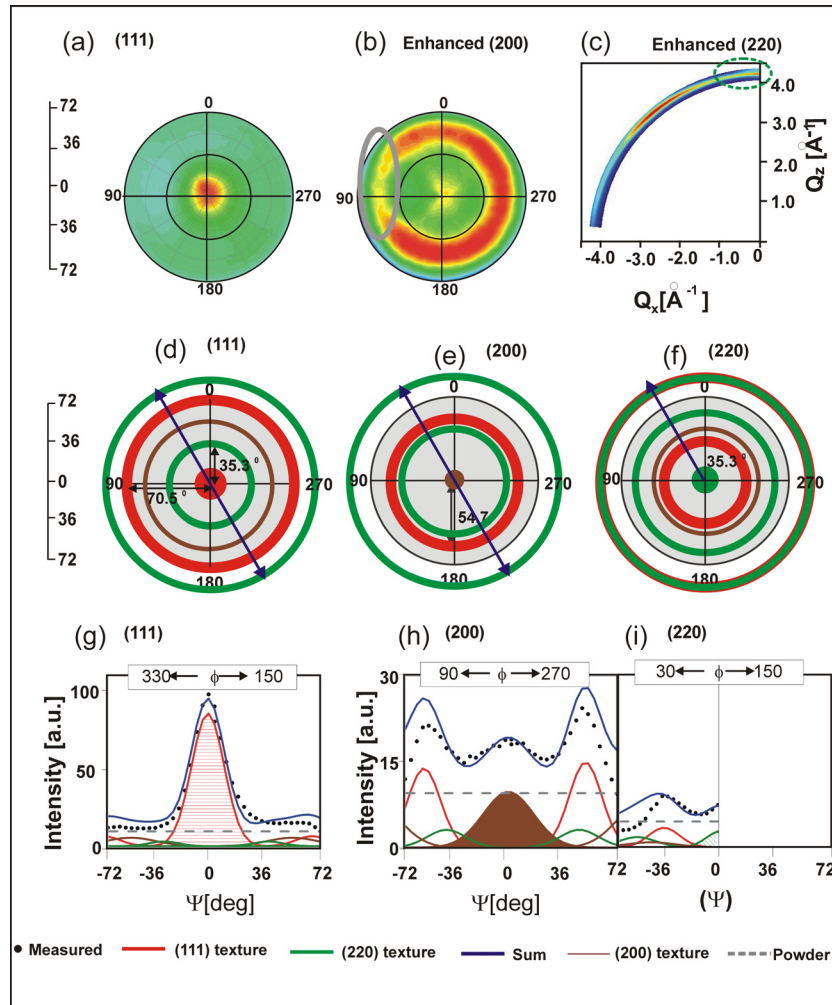 (a) (111)
(b) Enhanced (200)
(c) Enhanced (220)
72
36
0
36
72
0
90
270
180
0
90
270
180
4.0
3.0
2.0
1.0
Qz [Å-1]
-4.0 -3.0 -2.0 -1.0 0
Qx[Å-1]
(d) (111)
(e) (200)
(f) (220)
72
36
0
36
72
0
35.3 0
90
270
70.5 0
180
0
90
270
54.7
180
0
35.3 0
90
270
180
(g) (111)
(h) (200)
(i) (220)
330 ← ϕ → 150
90 ← ϕ → 270
30 ← ϕ → 150
Intensity [a.u.]
100
50
0
-72 -36 0 36 72
Ψ[deg]
Intensity [a.u.]
30
15
0
-72 -36 0 36 72
Ψ[deg]
-36 0 36 72
(Ψ)
Measured (111) texture (220) texture Sum (200) texture Powder